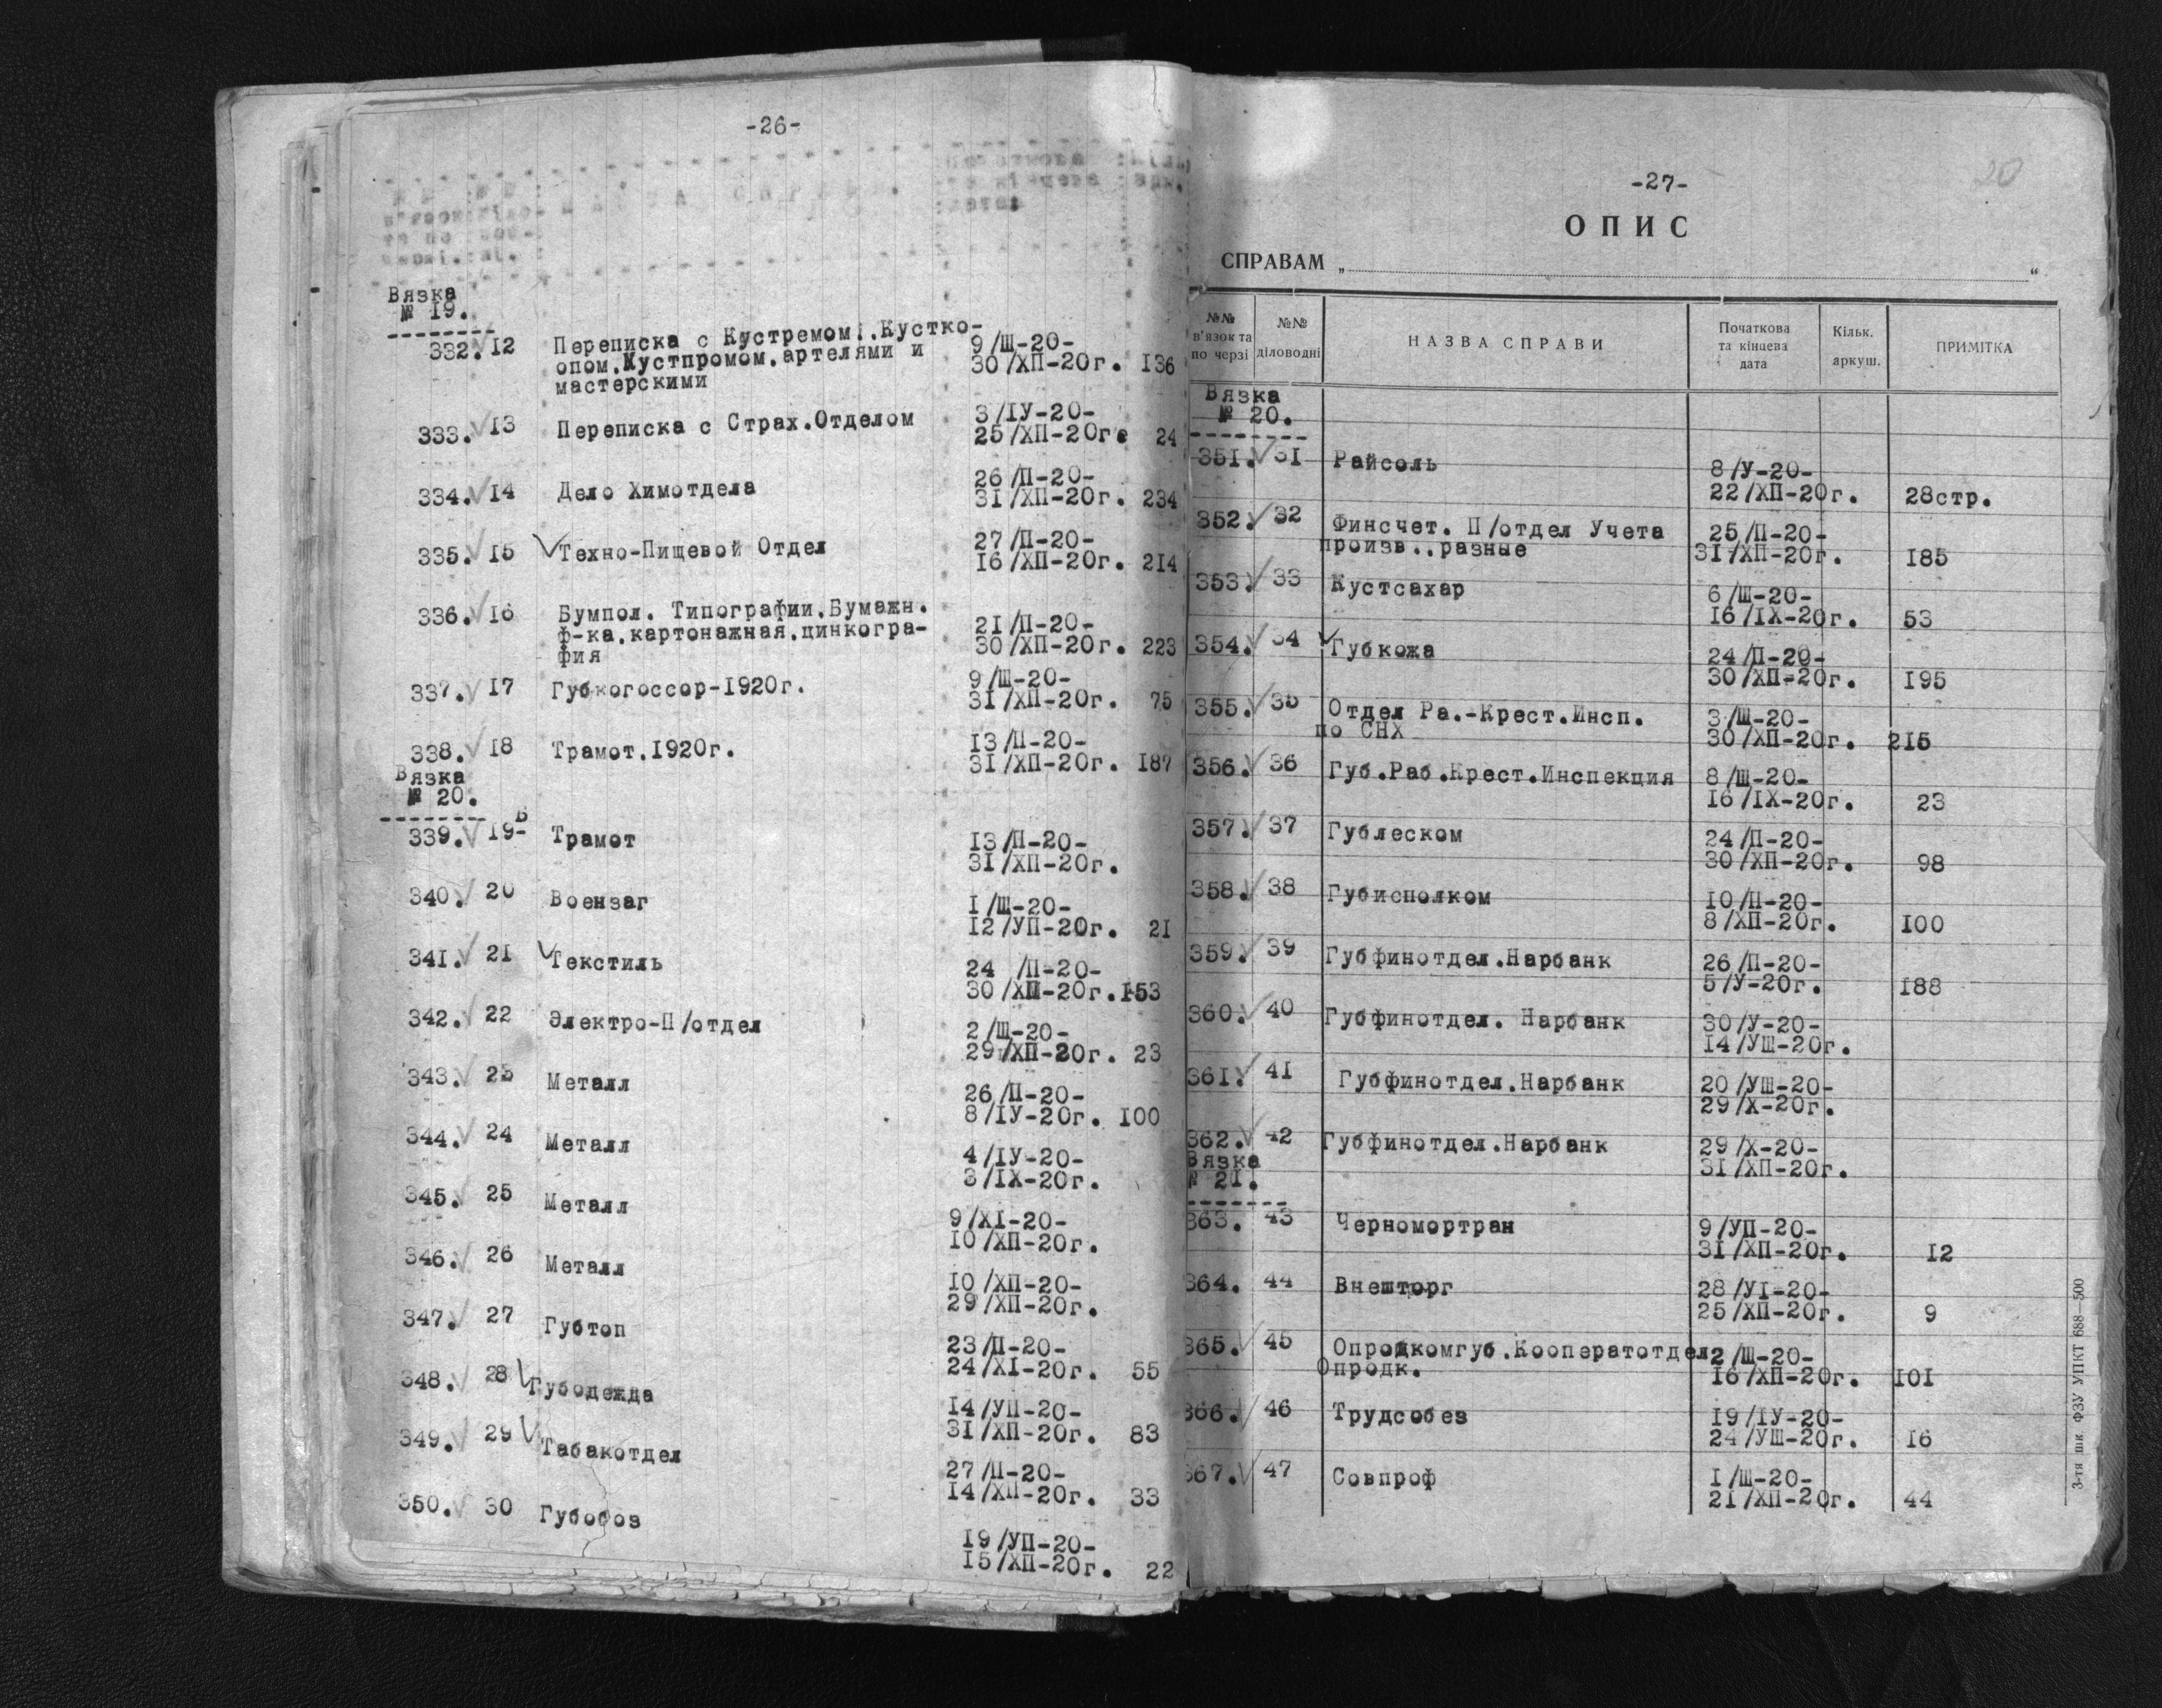 -26-
Вязка
№ 19.
332. 12 Переписка с Кустремом!.Кустко-
опом.Кустпромом.артелями и
мастерскими
9/Ш-20-
30/ХП-20г. 136
333. 13 Переписка с Страх.Отделом
3/IУ-20-
25/ХП-20г. 24
334. 14 Дело Химотдела
26/П-20-
31/ХП-20г. 234
335. 15 Техно-Пищевой Отдел
27/П-20-
16/ХП-20г. 214
336. 16 Бумпол. Типографии.Бумажн.
ф-ка.картонажная.цинкогра-
фия
21/П-20-
30/ХП-20г. 223
337. 17 Губкогоссор-1920г.
9/Ш-20-
31/ХП-20г. 75
338. 18 Трамот.1920г.
13/П-20-
31/ХП-20г. 187
Вязка
№ 20.
339. 19-Б Трамот
13/П-20-
31/ХП-20г.
340. 20 Воензаг
1/Ш-20-
12/УП-20г. 21
341. 21 Текстиль
24 /П-20-
30/ХП-20г. 153
342. 22 Электро-П/отдел
2/Ш-20-
29/ХП-20г. 23
343. 23 Металл
26/П-20-
8/IУ-20г. 100
344. 24 Металл
4/IУ-20-
3/IХ-20г.
345. 25 Металл
9/ХI-20-
10/ХП-20г.
346. 26 Металл
10/ХП-20-
29/ХП-20г.
347. 27 Губтоп
23/П-20-
24/ХI-20г. 55
348. 28 Губодежда
14/УП-20-
31/ХП-20г. 83
349. 29 Табакотдел
27/П-20-
14/ХП-20г. 33
350. 30 Губобоз
19/УП-20-
15/ХП-20г. 22
20
-27-
ОПИС
СПРАВАМ „ “
№№ в'язок та по черзі
№№ діловодні
НАЗВА СПРАВИ
Початкова та кінцева дата
Кільк. аркуш.
ПРИМІТКА
Вязка
№ 20.
351. 31 Райсоль
8/У-20-
22/ХП-20г. 28стр.
352. 32 Финсчет. П/отдел Учета
произв..разные
25/П-20-
31/ХП-20г. 185
353. 33 Кустсахар
6/Ш-20-
16/IХ-20г. 53
354. 34 Губкожа
24/П-20-
30/ХП-20г. 195
355. 35 Отдел Ра.-Крест.Инсп.
по СНХ
3/Ш-20-
30/ХП-20г. 215
356. 36 Губ.Раб.Крест.Инспекция
8/Ш-20-
16/IХ-20г. 23
357. 37 Гублеском
24/П-20-
30/ХП-20г. 98
358. 38 Губисполком
10/П-20-
8/ХП-20г. 100
359. 39 Губфинотдел.Нарбанк
26/П-20-
5/У-20г. 188
360. 40 Губфинотдел. Нарбанк
30/У-20-
14/УШ-20г.
361. 41 Губфинотдел.Нарбанк
20/УШ-20-
29/Х-20г.
362. 42 Губфинотдел.Нарбанк
29/Х-20-
31/ХП-20г.
Вязка
№ 21.
363. 43 Черномортран
9/УП-20-
31/ХП-20г. 12
364. 44 Внешторг
28/УI-20-
25/ХП-20г. 9
365. 45 Опродкомгуб.Кооператотдел
Опродк.
2/Ш-20-
16/ХП-20г. 101
366. 46 Трудсобез
19/IУ-20-
24/УШ-20г. 16
367. 47 Совпроф
1/Ш-20-
21/ХП-20г. 44
3-тя шк ФЗУ УПКТ 688—500